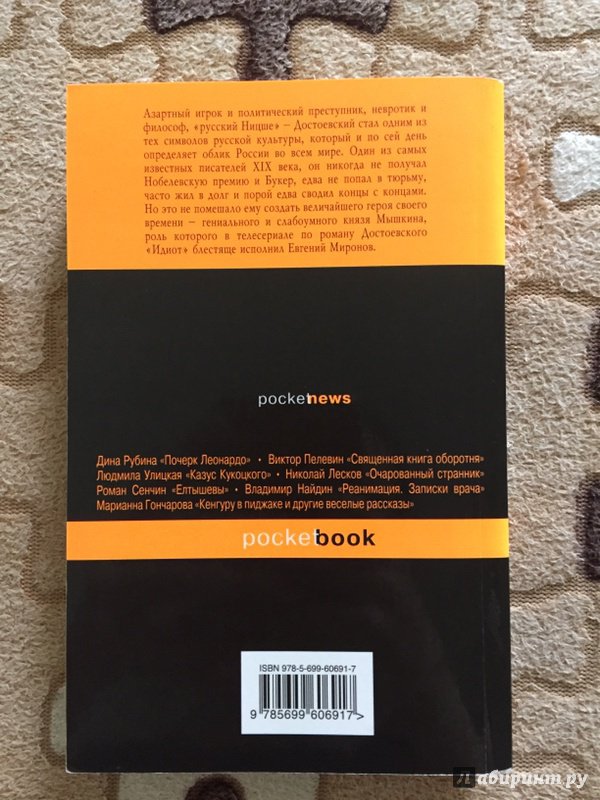 Азартный игрок и политический преступник, невротик и
философ, «русский Ницше» – Достоевский стал одним из
тех символов русской культуры, который и по сей день
определяет облик России во всем мире. Один из самых
известных писателей XIX века, он никогда не получал
Нобелевскую премию и Букер, едва не попал в тюрьму,
часто жил в долг и порой едва сводил концы с концами.
Но это не помешало ему создать величайшего героя своего
времени – гениального и слабоумного князя Мышкина,
роль которого в телесериале по роману Достоевского
«Идиот» блестяще исполнил Евгений Миронов.
pocketnews
Дина Рубина «Почерк Леонардо» • Виктор Пелевин «Священная книга оборотня»
Людмила Улицкая «Казус Кукоцкого» • Николай Лесков «Очарованный странник»
Роман Сенчин «Елтышевы» • Владимир Найдин «Реанимация. Записки врача»
Марианна Гончарова «Кенгуру в пиджаке и другие веселые рассказы»
pocketbook
ISBN 978-5-699-60691-7
9 785699 606917 >
Лабиринт.ру